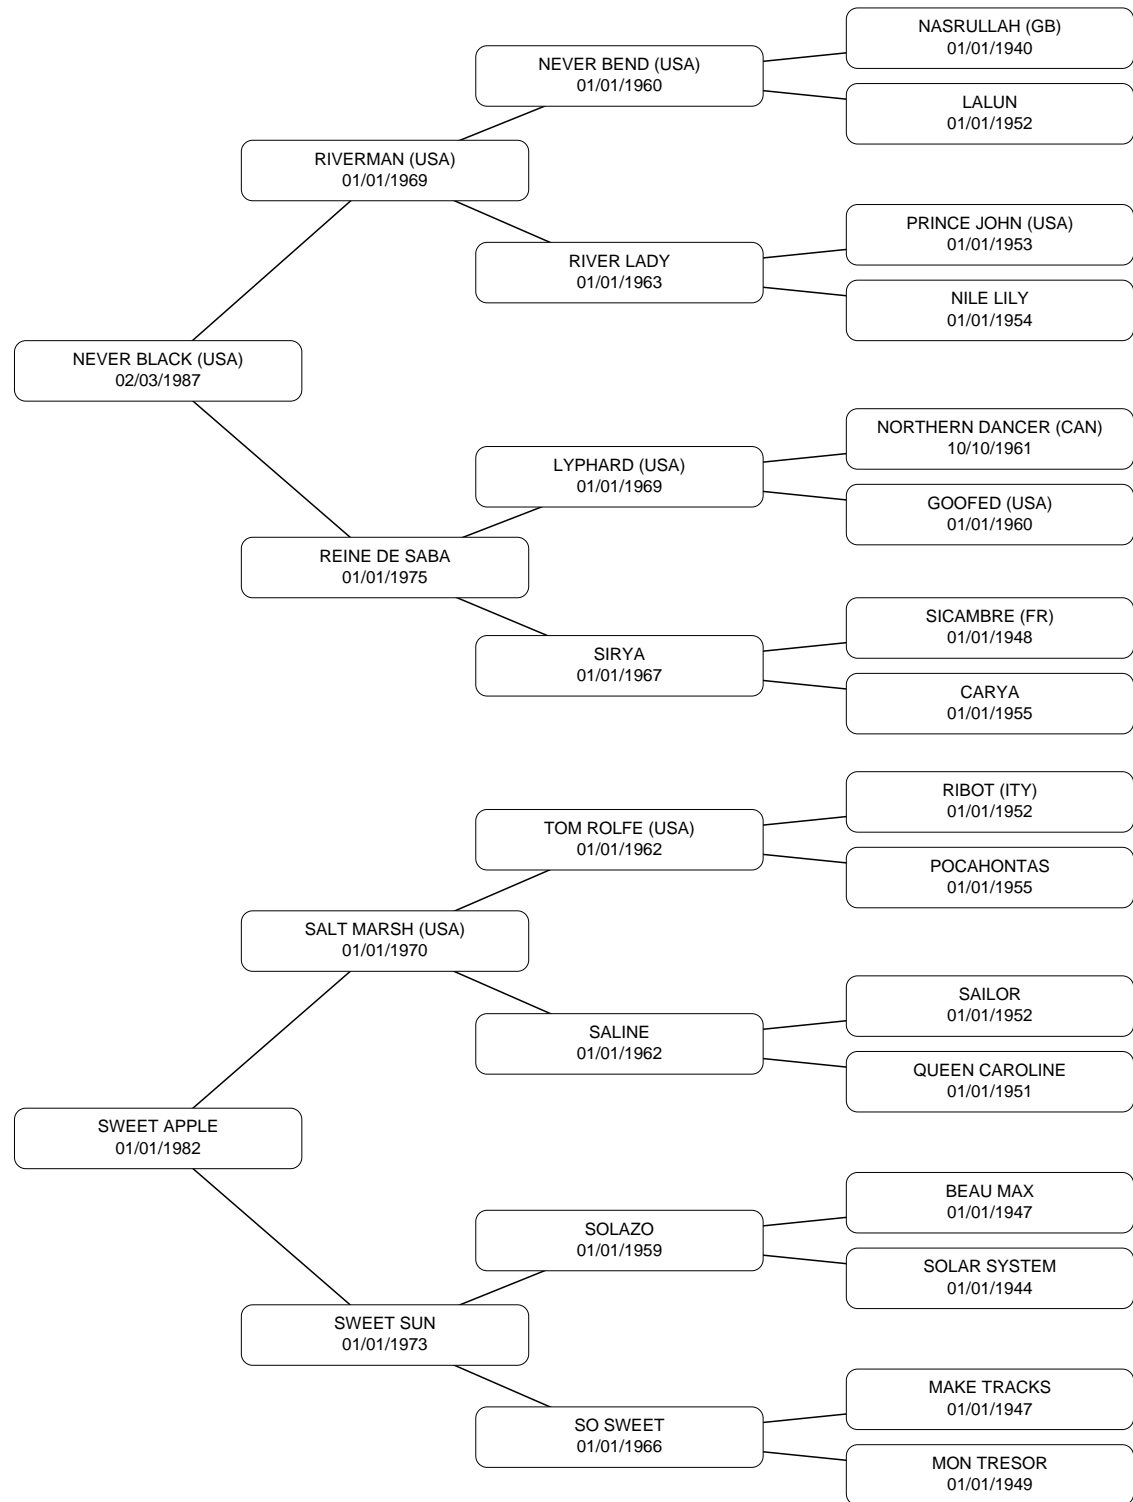 NASRULLAH (GB)
01/01/1940
NEVER BEND (USA)
01/01/1960
LALUN
01/01/1952
RIVERMAN (USA)
01/01/1969
PRINCE JOHN (USA)
01/01/1953
RIVER LADY
01/01/1963
NILE LILY
01/01/1954
NEVER BLACK (USA)
02/03/1987
NORTHERN DANCER (CAN)
10/10/1961
LYPHARD (USA)
01/01/1969
GOOFED (USA)
01/01/1960
REINE DE SABA
01/01/1975
SICAMBRE (FR)
01/01/1948
SIRYA
01/01/1967
CARYA
01/01/1955
RIBOT (ITY)
01/01/1952
TOM ROLFE (USA)
01/01/1962
POCAHONTAS
01/01/1955
SALT MARSH (USA)
01/01/1970
SAILOR
01/01/1952
SALINE
01/01/1962
QUEEN CAROLINE
01/01/1951
SWEET APPLE
01/01/1982
BEAU MAX
01/01/1947
SOLAZO
01/01/1959
SOLAR SYSTEM
01/01/1944
SWEET SUN
01/01/1973
MAKE TRACKS
01/01/1947
SO SWEET
01/01/1966
MON TRESOR
01/01/1949